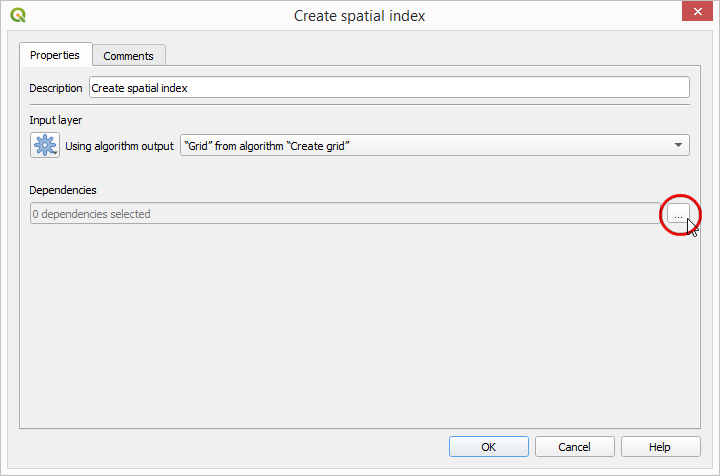 Create spatial index
Properties
Comments
Description
Create spatial index
Input layer
Using algorithm output
“Grid” from algorithm “Create grid”
Dependencies
0 dependencies selected
...
OK
Cancel
Help